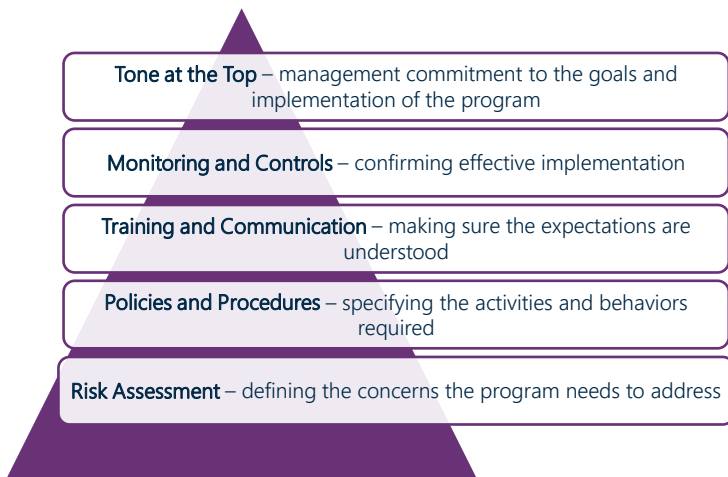 Tone at the Top – management commitment to the goals and
implementation of the program
Monitoring and Controls – confirming effective implementation
Training and Communication – making sure the expectations are
understood
Policies and Procedures – specifying the activities and behaviors
required
Risk Assessment – defining the concerns the program needs to address